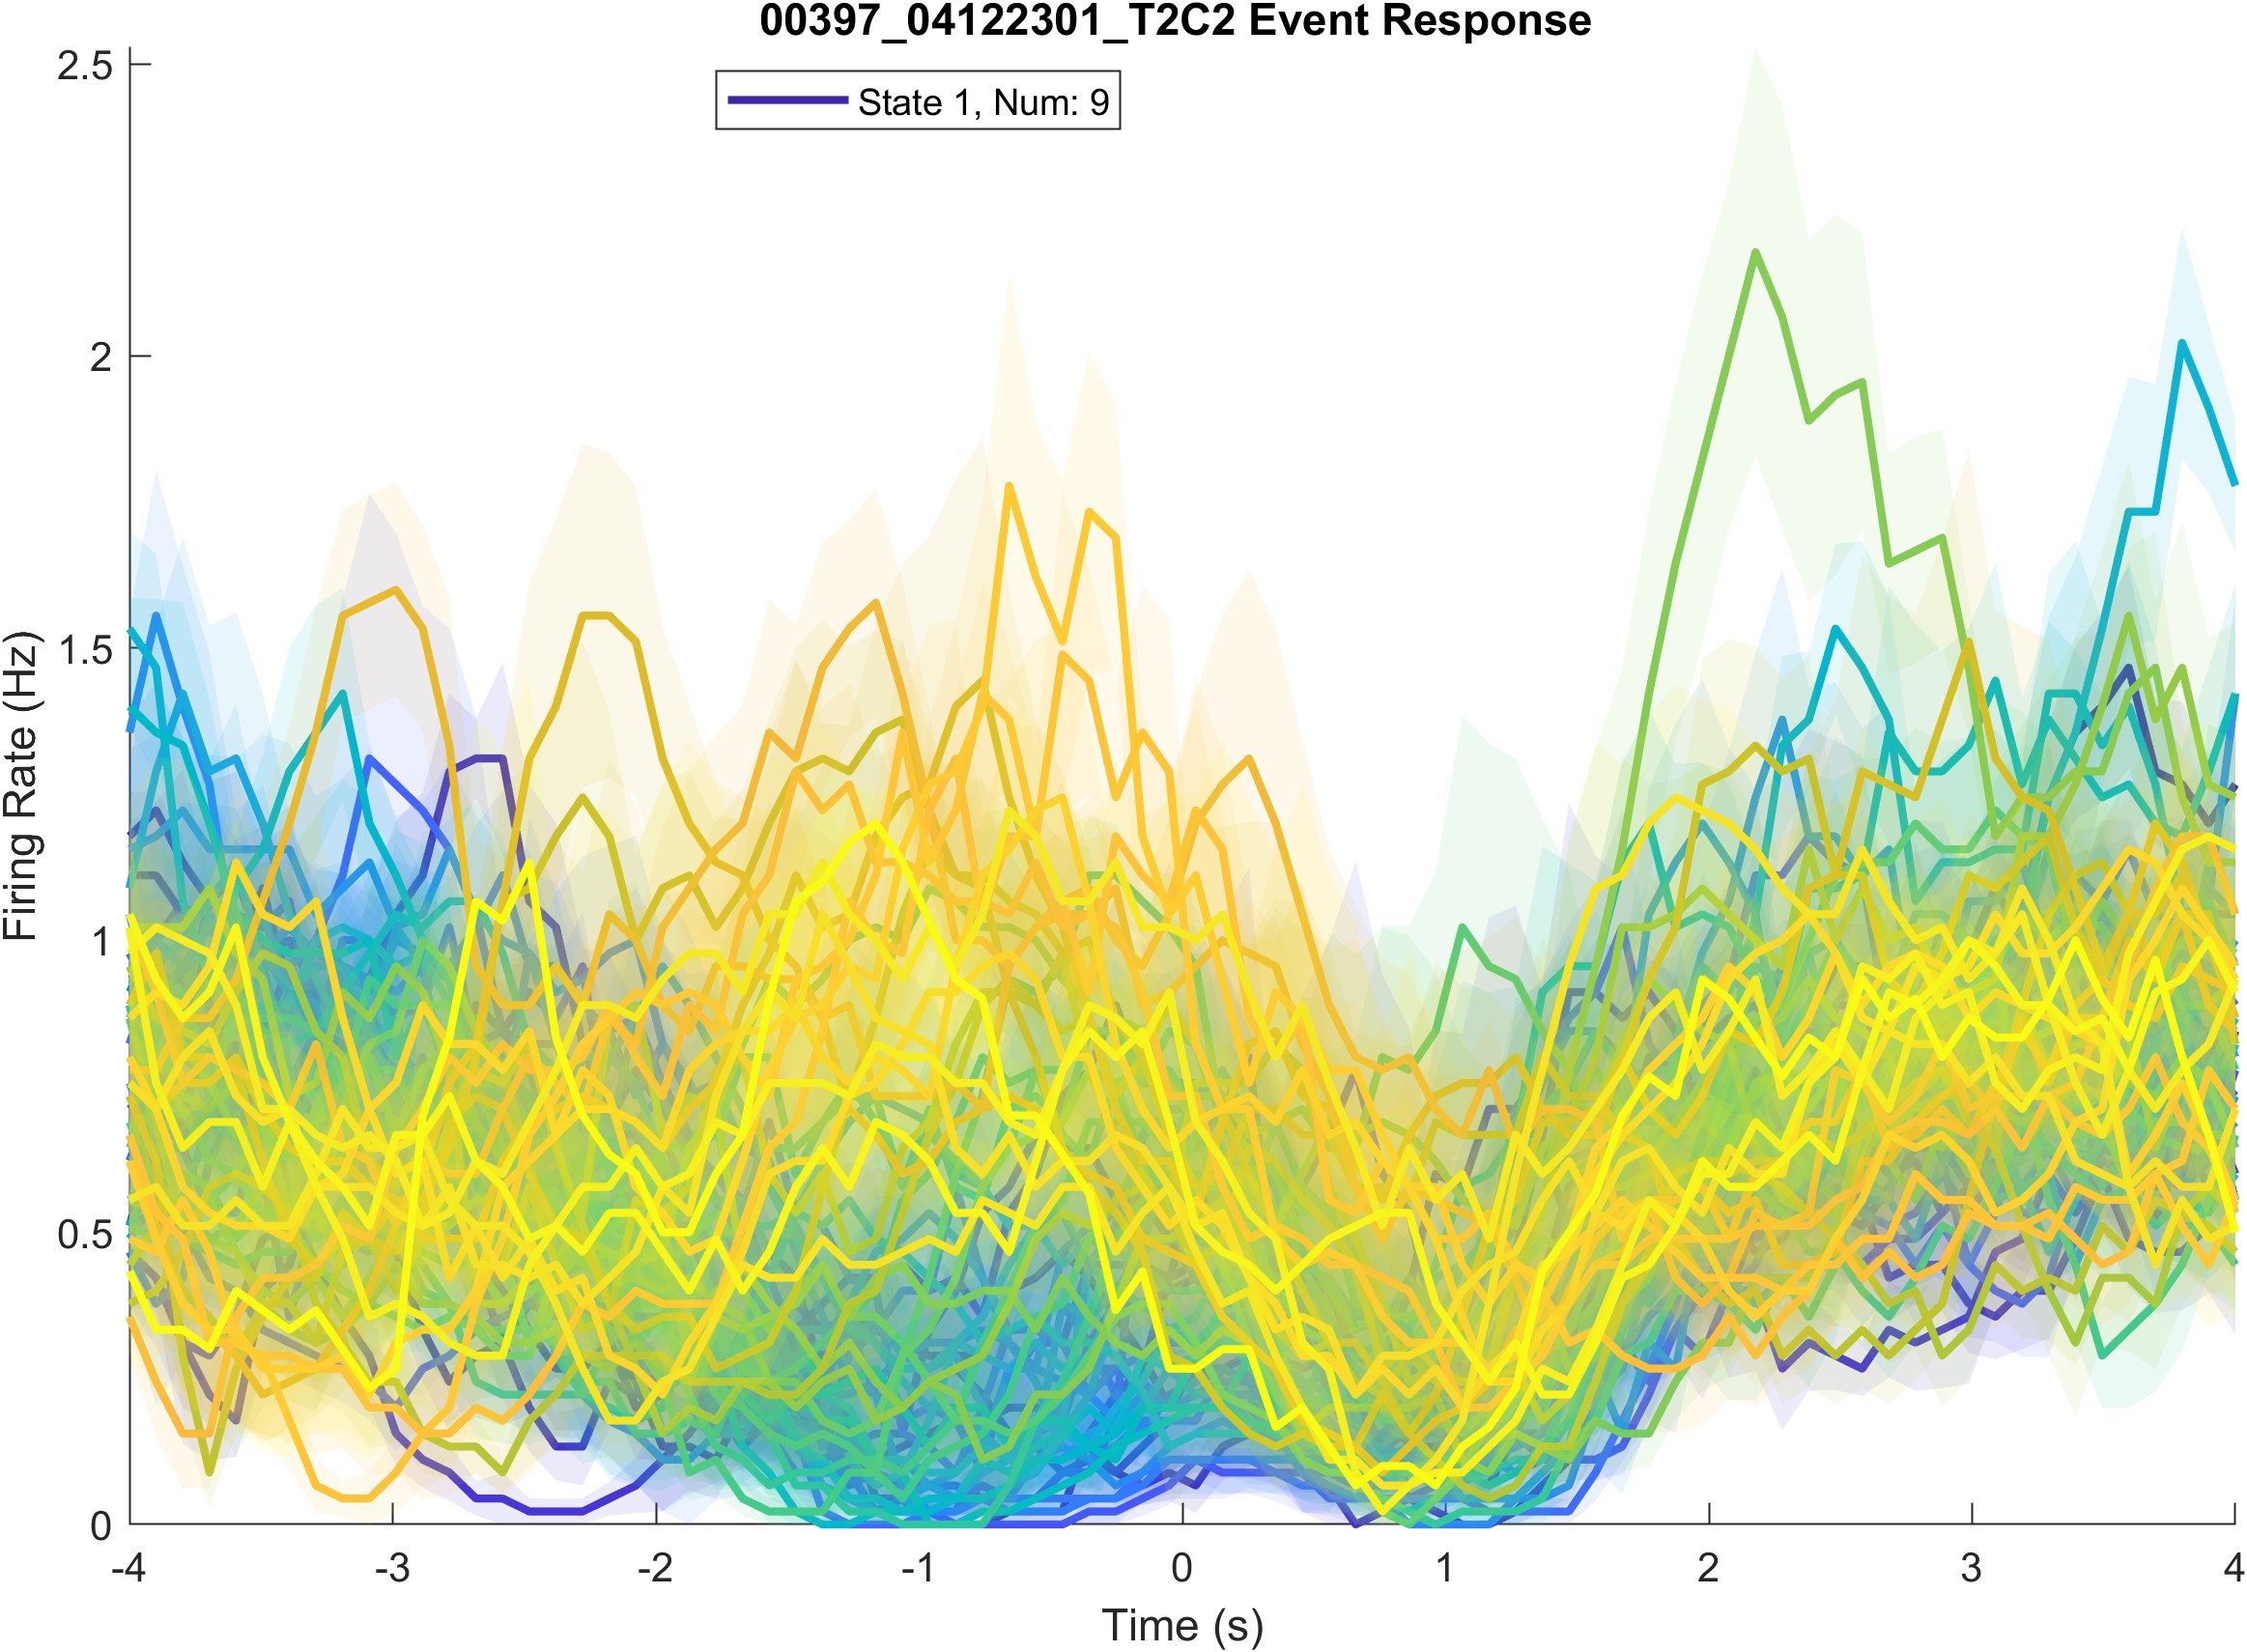 00397_04122301_T2C2 Event Response
State 1, Num: 9
2.5
2
1.5
1
0.5
0
Firing Rate (Hz)
-4 -3 -2 -1 0 1 2 3 4
Time (s)